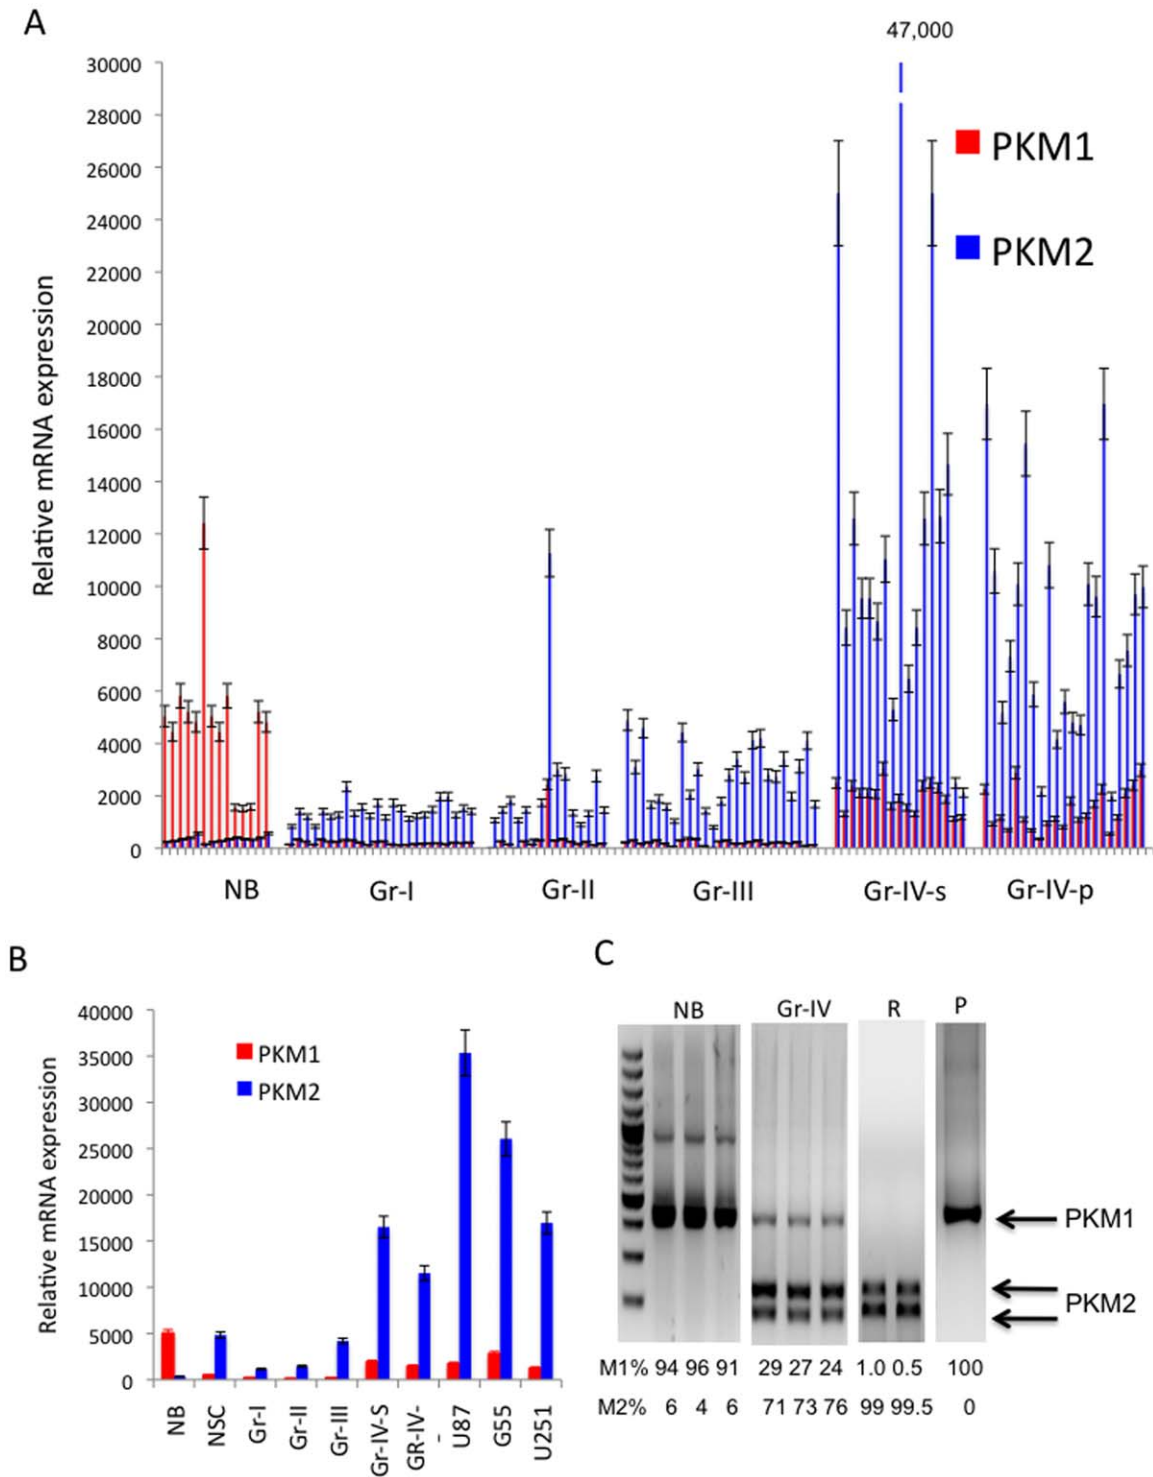 A
47,000
30000
28000
26000
24000
22000
20000
18000
16000
14000
12000
10000
8000
6000
4000
2000
0
Relative mRNA expression
PKM1
PKM2
NB Gr-I Gr-II Gr-III Gr-IV-s Gr-IV-p
B
40000
35000
30000
25000
20000
15000
10000
5000
0
Relative mRNA expression
PKM1
PKM2
NB
NSC
Gr-I
Gr-II
Gr-III
Gr-IV-S
GR-IV-
U87
G55
U251
C
NB Gr-IV R P
PKM1
PKM2
M1% 94 96 91 29 27 24 1.0 0.5 100
M2% 6 4 6 71 73 76 99 99.5 0